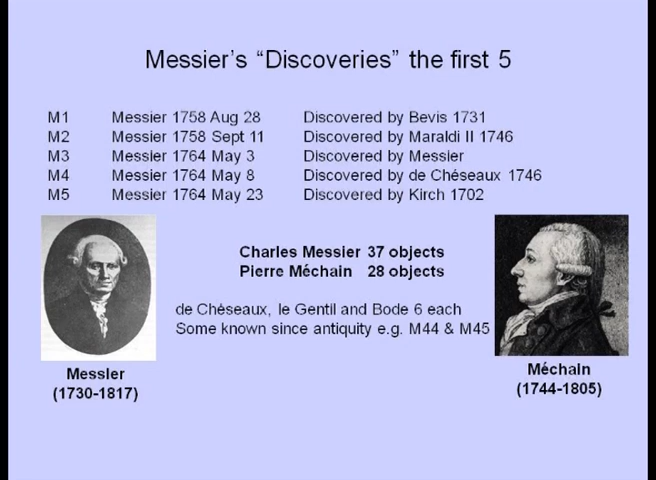 Messier's “Discoveries” the first 5
M1 Messier 1758 Aug 28 Discovered by Bevis 1731
M2 Messier 1758 Sept 11 Discovered by Maraldi II 1746
M3 Messier 1764 May 3 Discovered by Messier
M4 Messier 1764 May 8 Discovered by de Chéseaux 1746
M5 Messier 1764 May 23 Discovered by Kirch 1702
Charles Messier 37 objects
Pierre Méchain 28 objects
de Chéseaux, le Gentil and Bode 6 each
Some known since antiquity e.g. M44 & M45
Messier
(1730-1817)
Méchain
(1744-1805)